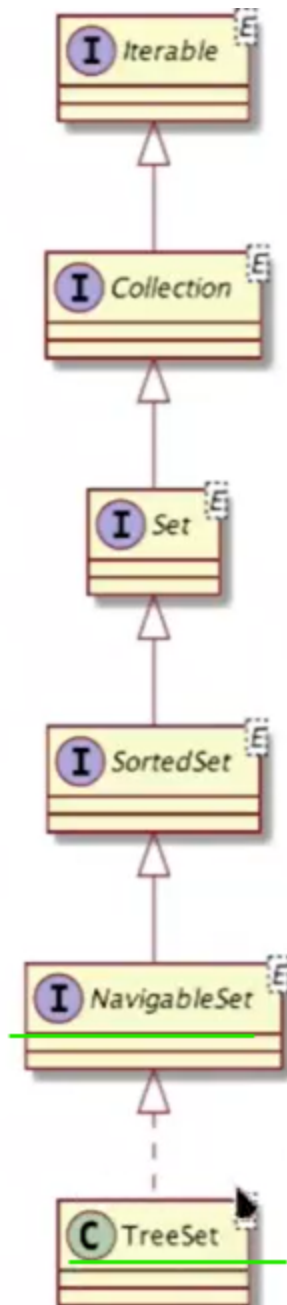 E
I Iterable
E
I Collection
E
I Set
E
I SortedSet
E
I NavigableSet
C TreeSet